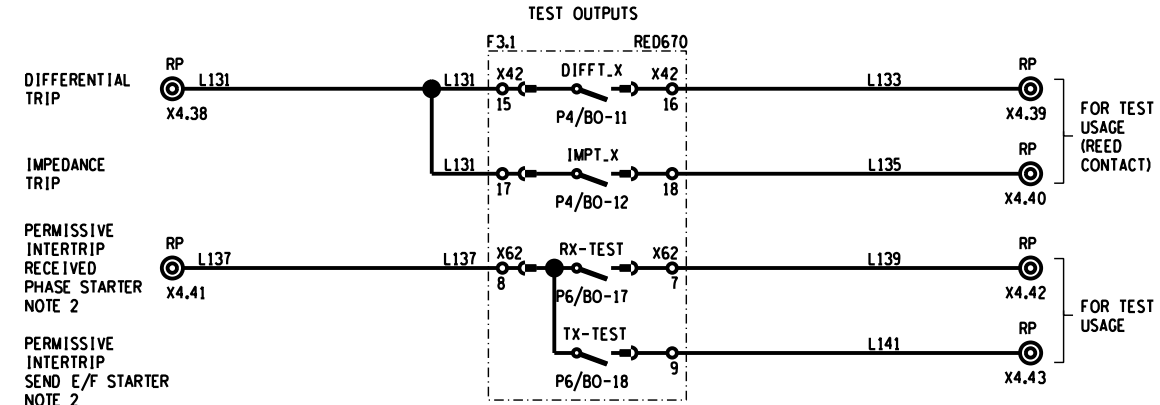 TEST OUTPUTS
F3.1 RED670
DIFFERENTIAL
TRIP
RP
L131
X4.38
L131
X42
15
DIFFT_X
P4/BO-11
X42
16
L133
RP
X4.39
IMPEDANCE
TRIP
L131
17
IMPT_X
P4/BO-12
18
L135
RP
X4.40
FOR TEST
USAGE
(REED
CONTACT)
PERMISSIVE
INTERTRIP
RECEIVED
PHASE STARTER
NOTE 2
RP
L137
X4.41
L137
X62
8
RX-TEST
P6/BO-17
X62
7
L139
RP
X4.42
PERMISSIVE
INTERTRIP
SEND E/F STARTER
NOTE 2
TX-TEST
P6/BO-18
9
L141
RP
X4.43
FOR TEST
USAGE